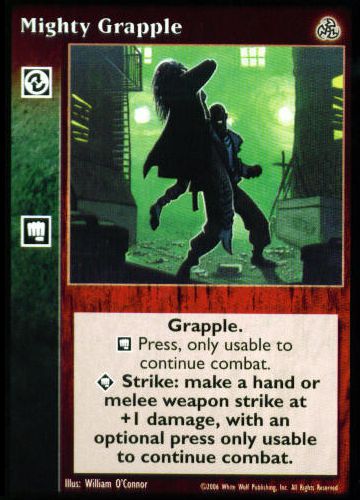 Mighty Grapple
Grapple.
Press, only usable to
continue combat.
Strike: make a hand or
melee weapon strike at
+1 damage, with an
optional press only usable
to continue combat.
Illus: William O'Connor
©2006 White Wolf Publishing, Inc. All Rights Reserved